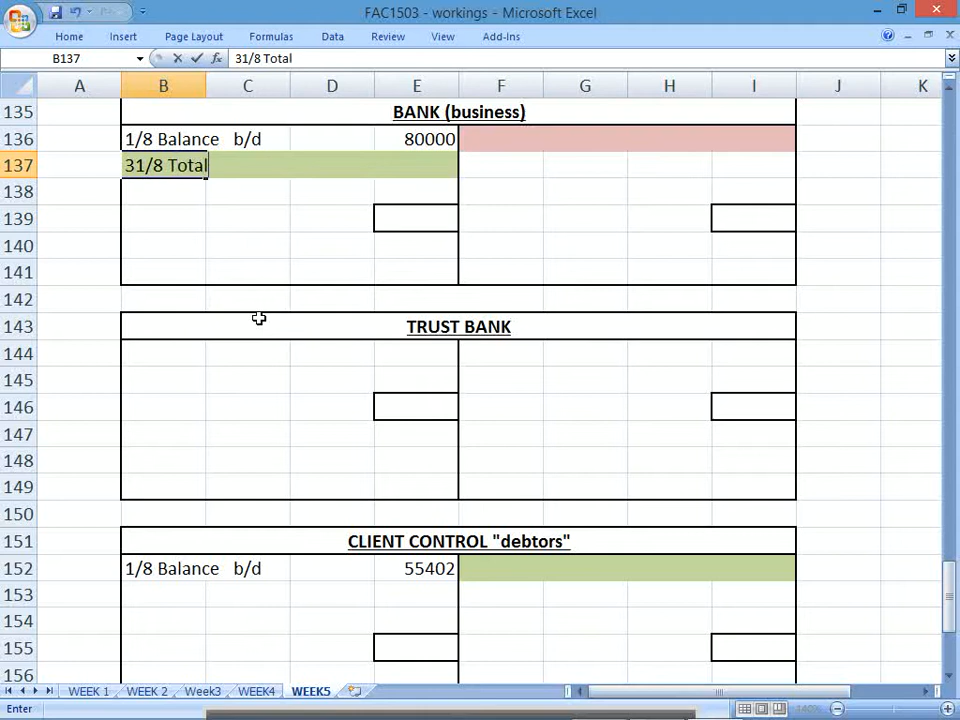 FAC1503 - workings - Microsoft Excel
Home Insert Page Layout Formulas Data Review View Add-Ins
B137 fx 31/8 Total
A B C D E F G H I J K
135 BANK (business)
136 1/8 Balance b/d 80000
137 31/8 Total
138
139
140
141
142
143 TRUST BANK
144
145
146
147
148
149
150
151 CLIENT CONTROL "debtors"
152 1/8 Balance b/d 55402
153
154
155
156
WEEK 1 WEEK 2 Week3 WEEK4 WEEK5
Enter 140%